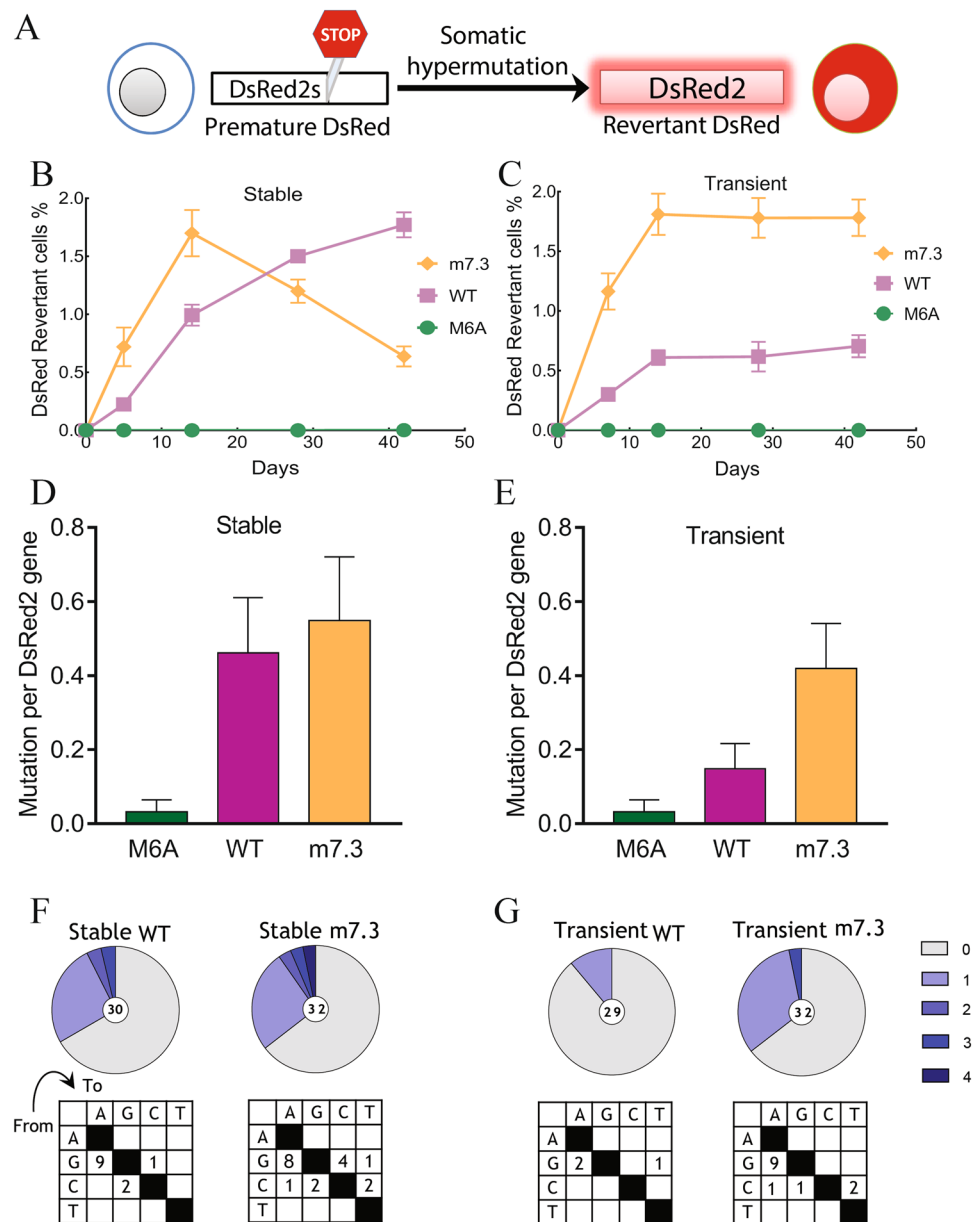 A
STOP
Somatic
hypermutation
DsRed2s
DsRed2
Premature DsRed
Revertant DsRed
B
Stable
DsRed Revertant cells %
2.0
1.5
1.0
0.5
0.0
0 10 20 30 40 50
Days
m7.3
WT
M6A
C
Transient
DsRed Revertant cells %
2.0
1.5
1.0
0.5
0.0
0 10 20 30 40 50
Days
m7.3
WT
M6A
D
Stable
Mutation per DsRed2 gene
0.8
0.6
0.4
0.2
0.0
M6A WT m7.3
E
Transient
Mutation per DsRed2 gene
0.8
0.6
0.4
0.2
0.0
M6A WT m7.3
F
Stable WT
30
Stable m7.3
32
To
From
A G C T
A
G 9 1
C 2
T
A G C T
A
G 8 4 1
C 1 2 2
T
G
Transient WT
29
Transient m7.3
32
0
1
2
3
4
A G C T
A
G 2 1
C
T
A G C T
A
G 9
C 1 1 2
T